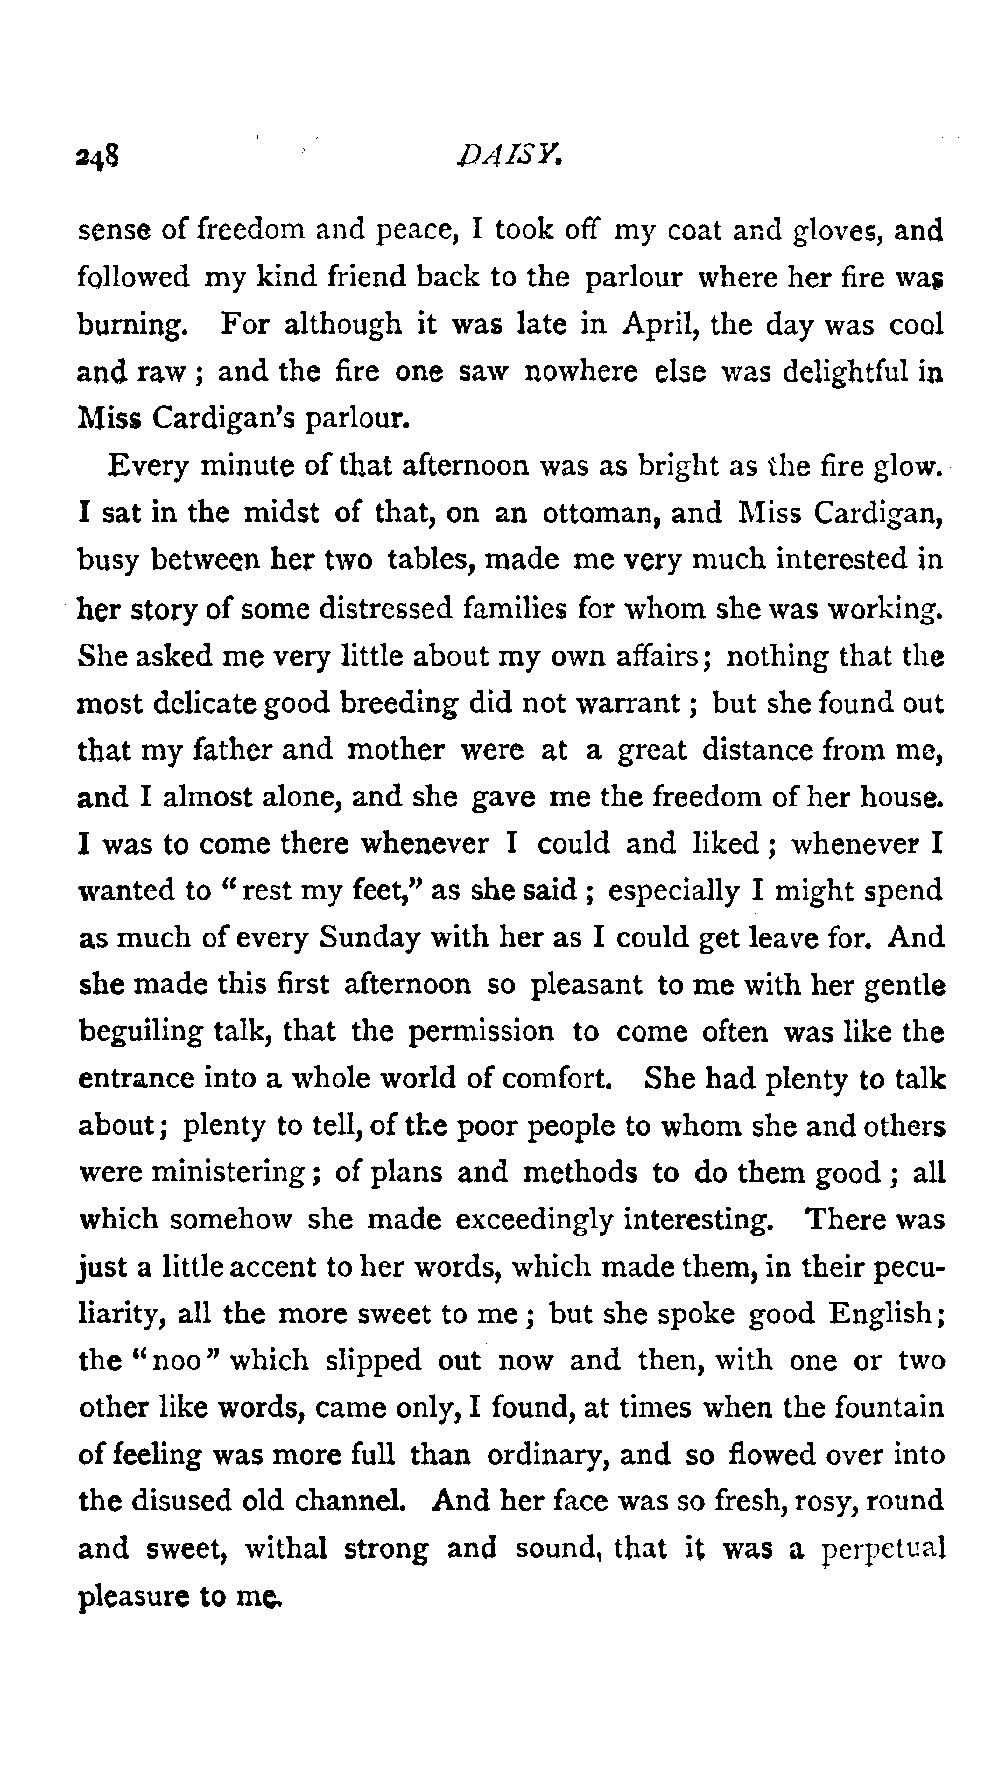 248 DAISY.
sense of freedom and peace, I took off my coat and gloves, and
followed my kind friend back to the parlour where her fire was
burning. For although it was late in April, the day was cool
and raw ; and the fire one saw nowhere else was delightful in
Miss Cardigan's parlour.
Every minute of that afternoon was as bright as the fire glow.
I sat in the midst of that, on an ottoman, and Miss Cardigan,
busy between her two tables, made me very much interested in
her story of some distressed families for whom she was working.
She asked me very little about my own affairs ; nothing that the
most delicate good breeding did not warrant ; but she found out
that my father and mother were at a great distance from me,
and I almost alone, and she gave me the freedom of her house.
I was to come there whenever I could and liked ; whenever I
wanted to "rest my feet," as she said ; especially I might spend
as much of every Sunday with her as I could get leave for. And
she made this first afternoon so pleasant to me with her gentle
beguiling talk, that the permission to come often was like the
entrance into a whole world of comfort. She had plenty to talk
about ; plenty to tell, of the poor people to whom she and others
were ministering ; of plans and methods to do them good ; all
which somehow she made exceedingly interesting. There was
just a little accent to her words, which made them, in their pecu-
liarity, all the more sweet to me ; but she spoke good English ;
the "noo" which slipped out now and then, with one or two
other like words, came only, I found, at times when the fountain
of feeling was more full than ordinary, and so flowed over into
the disused old channel. And her face was so fresh, rosy, round
and sweet, withal strong and sound, that it was a perpetual
pleasure to me.